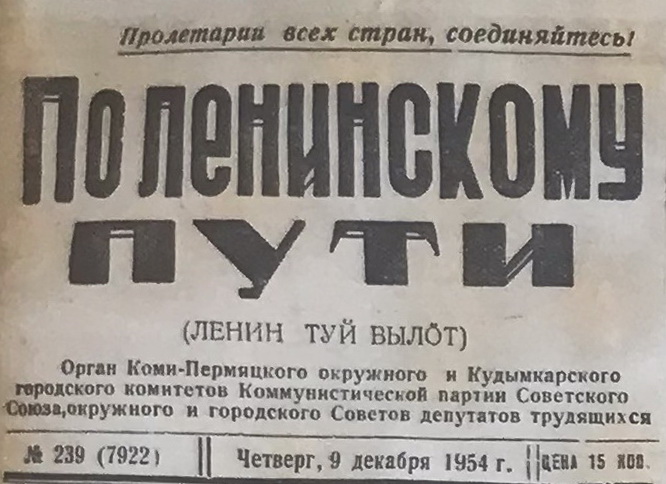 Пролетарии всех стран, соединяйтесь!
По ленинскому
пути
(ЛЕНИН ТУЙ ВЫЛӦТ)
Орган Коми-Пермяцкого окружного и Кудымкарского
городского комитетов Коммунистической партии Советского
Союза, окружного и городского Советов депутатов трудящихся
№ 239 (7922) Четверг, 9 декабря 1954 г. ЦЕНА 15 КОП.